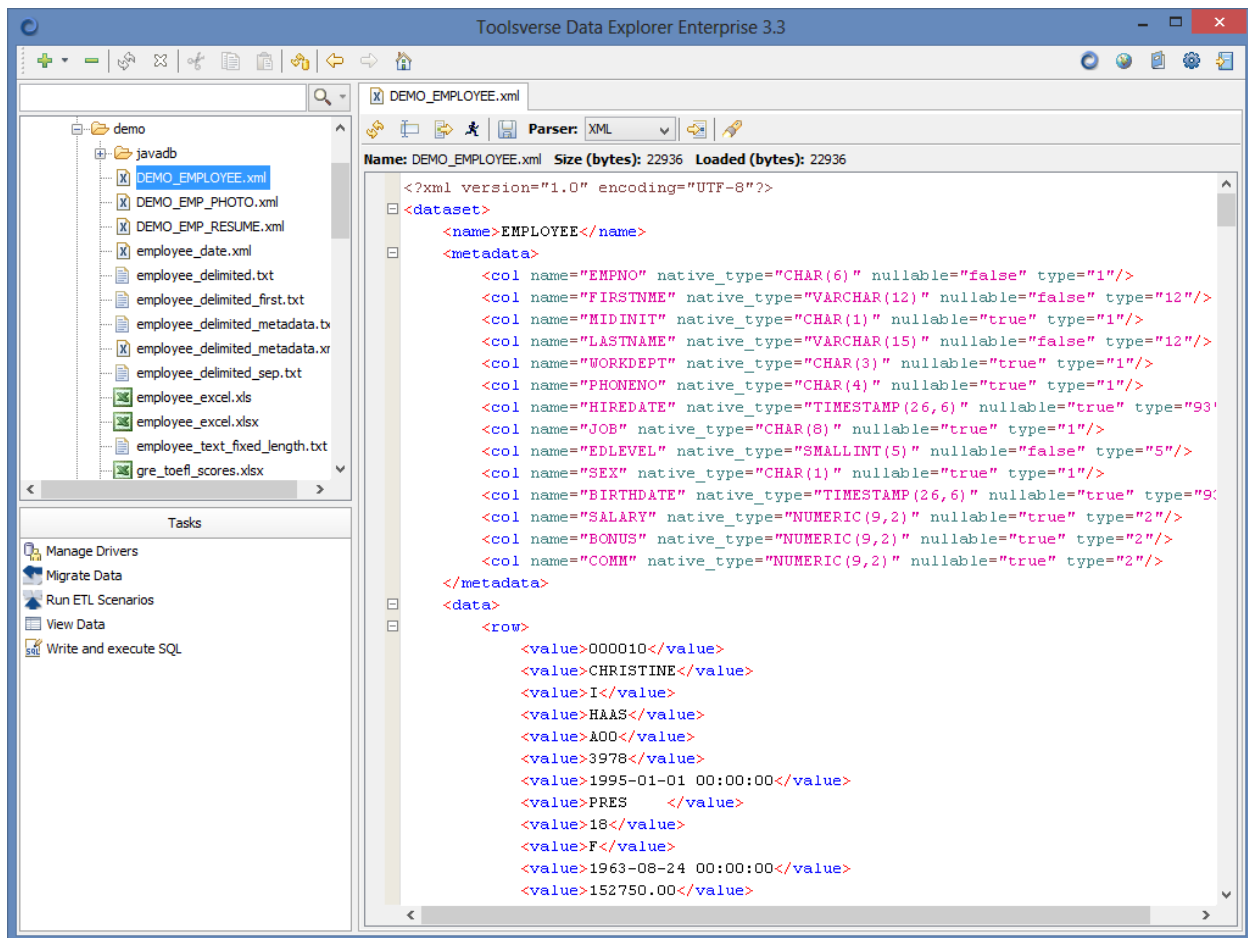 Toolsverse Data Explorer Enterprise 3.3
demo
javadb
DEMO_EMPLOYEE.xml
DEMO_EMP_PHOTO.xml
DEMO_EMP_RESUME.xml
employee_date.xml
employee_delimited.txt
employee_delimited_first.txt
employee_delimited_metadata.tx
employee_delimited_metadata.xr
employee_delimited_sep.txt
employee_excel.xls
employee_excel.xlsx
employee_text_fixed_length.txt
gre_toefl_scores.xlsx
Tasks
Manage Drivers
Migrate Data
Run ETL Scenarios
View Data
Write and execute SQL
DEMO_EMPLOYEE.xml
Parser: XML
Name: DEMO_EMPLOYEE.xml Size (bytes): 22936 Loaded (bytes): 22936
<?xml version="1.0" encoding="UTF-8"?>
<dataset>
<name>EMPLOYEE</name>
<metadata>
<col name="EMPNO" native_type="CHAR(6)" nullable="false" type="1"/>
<col name="FIRSTNME" native_type="VARCHAR(12)" nullable="false" type="12"/>
<col name="MIDINIT" native_type="CHAR(1)" nullable="true" type="1"/>
<col name="LASTNAME" native_type="VARCHAR(15)" nullable="false" type="12"/>
<col name="WORKDEPT" native_type="CHAR(3)" nullable="true" type="1"/>
<col name="PHONENO" native_type="CHAR(4)" nullable="true" type="1"/>
<col name="HIREDATE" native_type="TIMESTAMP(26,6)" nullable="true" type="93"
<col name="JOB" native_type="CHAR(8)" nullable="true" type="1"/>
<col name="EDLEVEL" native_type="SMALLINT(5)" nullable="false" type="5"/>
<col name="SEX" native_type="CHAR(1)" nullable="true" type="1"/>
<col name="BIRTHDATE" native_type="TIMESTAMP(26,6)" nullable="true" type="93
<col name="SALARY" native_type="NUMERIC(9,2)" nullable="true" type="2"/>
<col name="BONUS" native_type="NUMERIC(9,2)" nullable="true" type="2"/>
<col name="COMM" native_type="NUMERIC(9,2)" nullable="true" type="2"/>
</metadata>
<data>
<row>
<value>000010</value>
<value>CHRISTINE</value>
<value>I</value>
<value>HAAS</value>
<value>A00</value>
<value>3978</value>
<value>1995-01-01 00:00:00</value>
<value>PRES    </value>
<value>18</value>
<value>F</value>
<value>1963-08-24 00:00:00</value>
<value>152750.00</value>